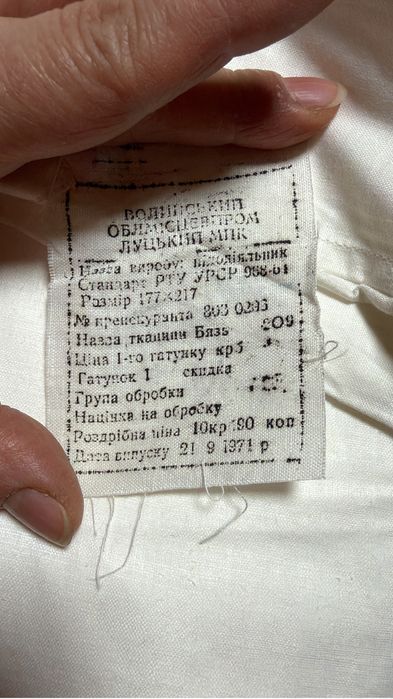 ВОЛИНСЬКИЙ
ОБЛМІСЦЕВПРОМ
ЛУЦЬКИЙ МПК
Назва виробу: підодіяльник
Стандарт РТУ УРСР 968-61
Розмір 177×217
№ прейскуранта 803 0293
Назва тканини Бязь 209
Ціна І-го гатунку крб
Гатунок 1 скидка
Група обробки
Націнка на обробку
Роздрібна ціна 10кр 90 коп
Дата випуску 21 9 1971 р